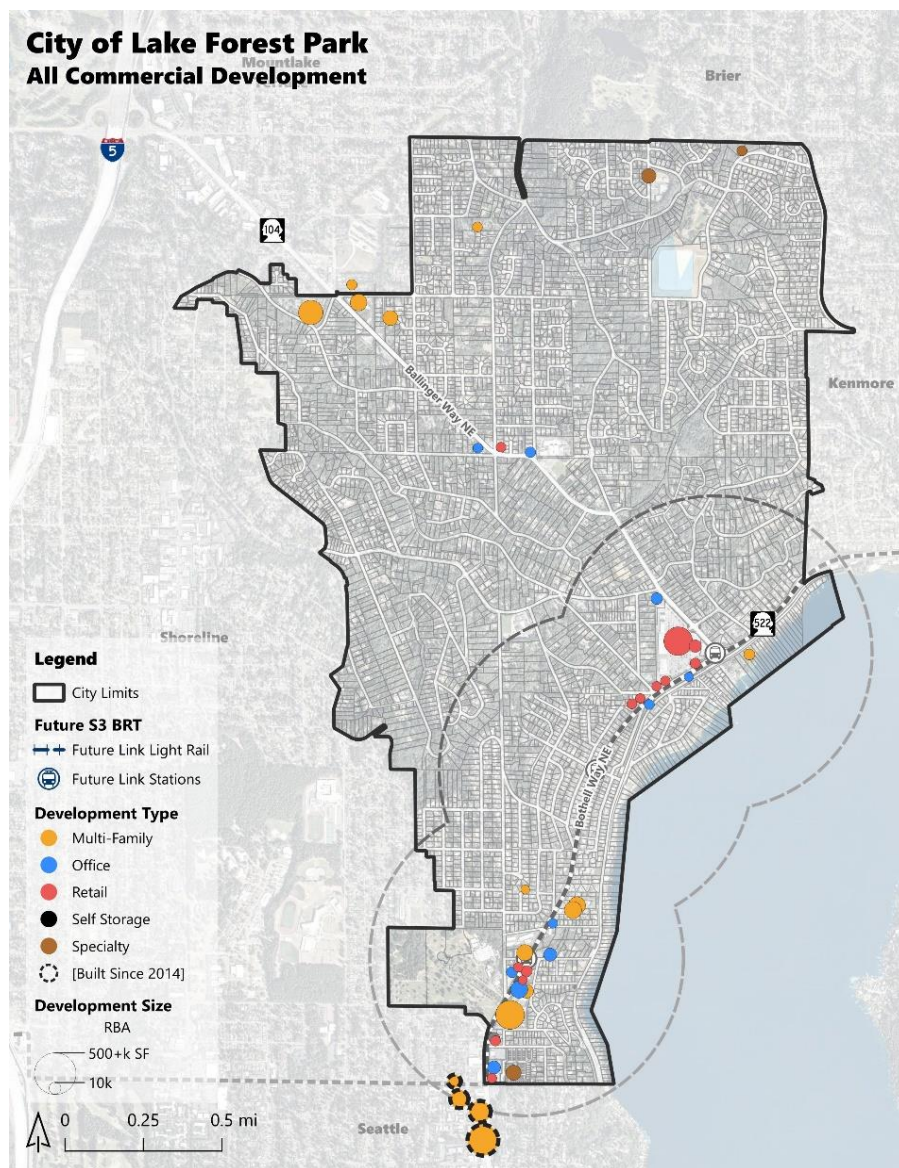 City of Lake Forest Park
All Commercial Development
Mountlake
Brier
5
104
Ballinger Way NE
Kenmore
522
Shoreline
Bothell Way NE
Legend
City Limits
Future S3 BRT
Future Link Light Rail
Future Link Stations
Development Type
Multi-Family
Office
Retail
Self Storage
Specialty
[Built Since 2014]
Development Size
RBA
500+k SF
10k
0 0.25 0.5 mi
Seattle